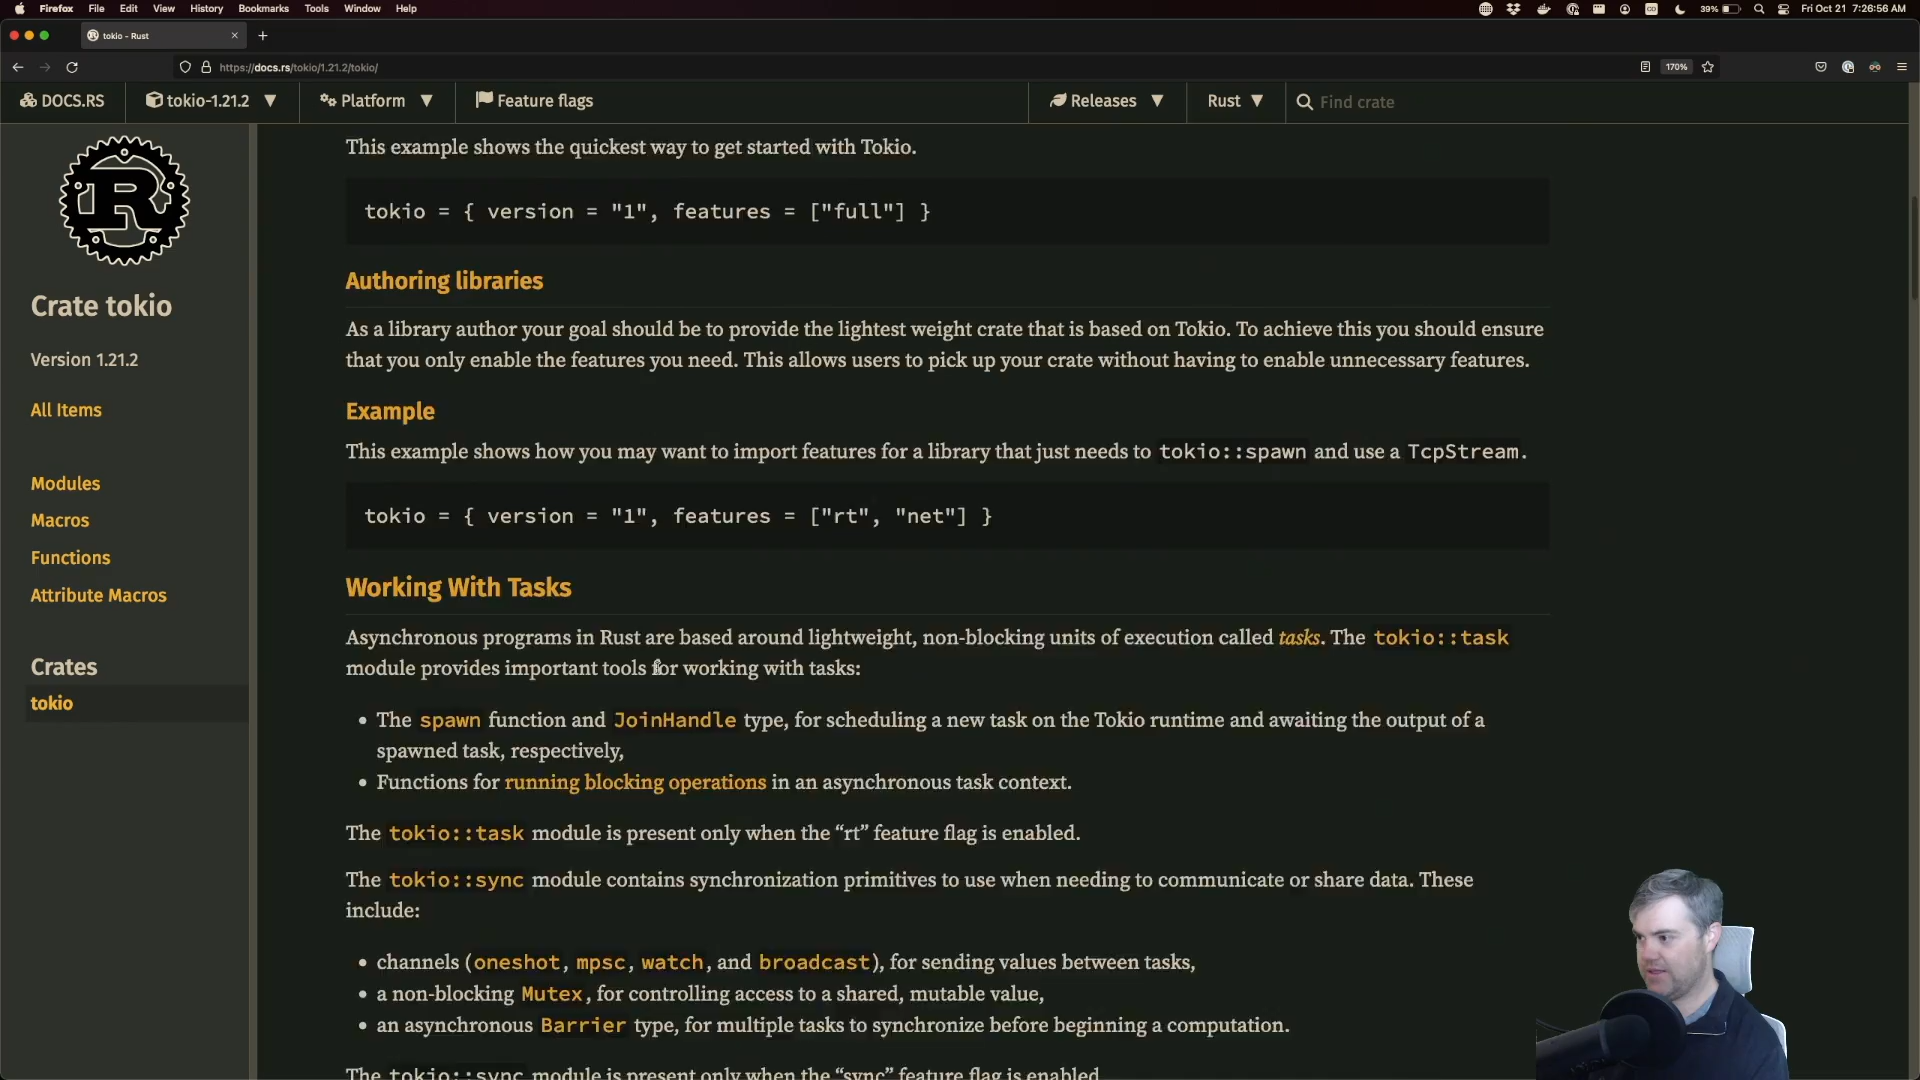 Firefox File Edit View History Bookmarks Tools Window Help 39% Fri Oct 21 7:26:56 AM
tokio - Rust
https://docs.rs/tokio/1.21.2/tokio/ 170%
DOCS.RS tokio-1.21.2 Platform Feature flags Releases Rust Find crate
Crate tokio
Version 1.21.2
All Items
Modules
Macros
Functions
Attribute Macros
Crates
tokio
This example shows the quickest way to get started with Tokio.
tokio = { version = "1", features = ["full"] }
Authoring libraries
As a library author your goal should be to provide the lightest weight crate that is based on Tokio. To achieve this you should ensure
that you only enable the features you need. This allows users to pick up your crate without having to enable unnecessary features.
Example
This example shows how you may want to import features for a library that just needs to tokio::spawn and use a TcpStream.
tokio = { version = "1", features = ["rt", "net"] }
Working With Tasks
Asynchronous programs in Rust are based around lightweight, non-blocking units of execution called tasks. The tokio::task
module provides important tools for working with tasks:
• The spawn function and JoinHandle type, for scheduling a new task on the Tokio runtime and awaiting the output of a
spawned task, respectively,
• Functions for running blocking operations in an asynchronous task context.
The tokio::task module is present only when the “rt” feature flag is enabled.
The tokio::sync module contains synchronization primitives to use when needing to communicate or share data. These
include:
• channels (oneshot, mpsc, watch, and broadcast), for sending values between tasks,
• a non-blocking Mutex, for controlling access to a shared, mutable value,
• an asynchronous Barrier type, for multiple tasks to synchronize before beginning a computation.
The tokio::sync module is present only when the “sync” feature flag is enabled